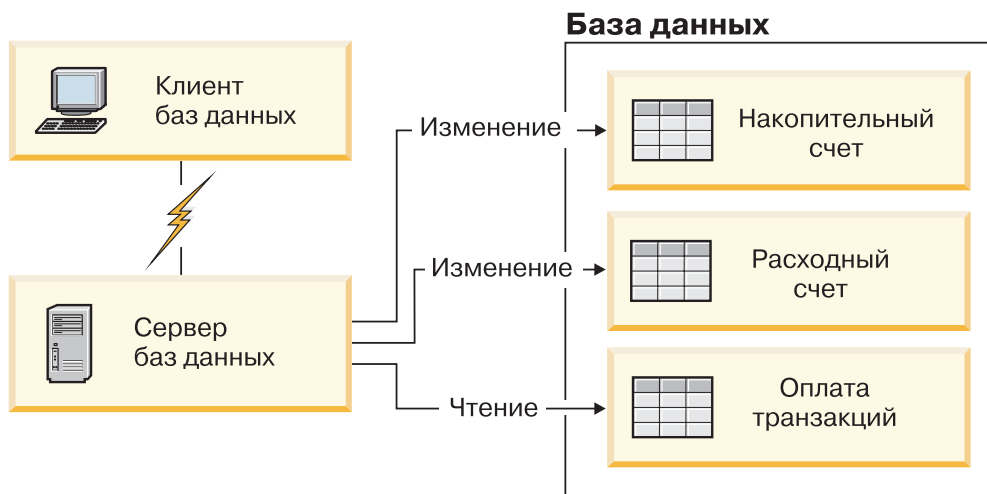 База данных
Клиент
баз данных
Изменение
Накопительный
счет
Изменение
Расходный
счет
Сервер
баз данных
Чтение
Оплата
транзакций